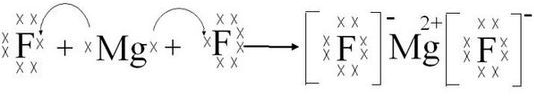 F + Mg + F → [F]⁻ Mg²⁺ [F]⁻